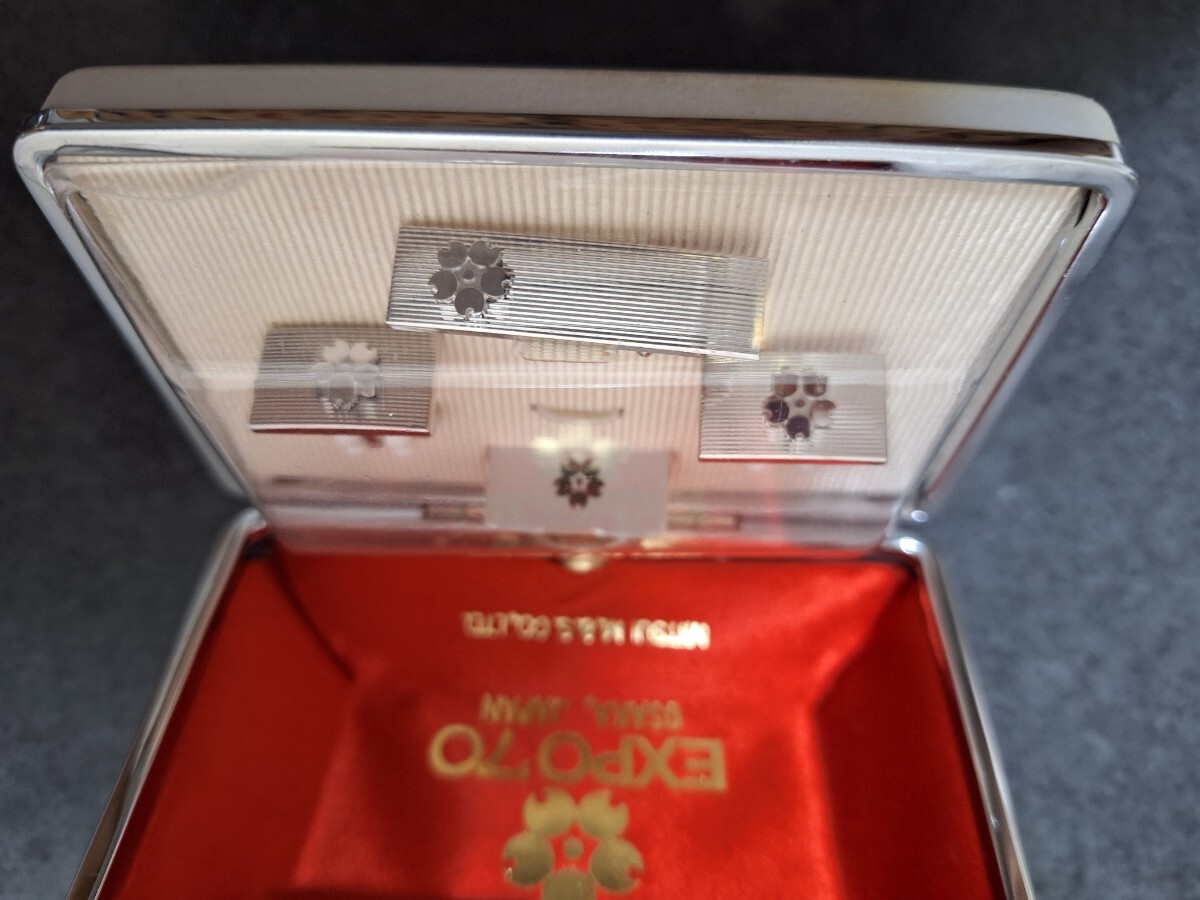 EXPO'70
OSAKA, JAPAN
MITSUI M.&S CO.,LTD.